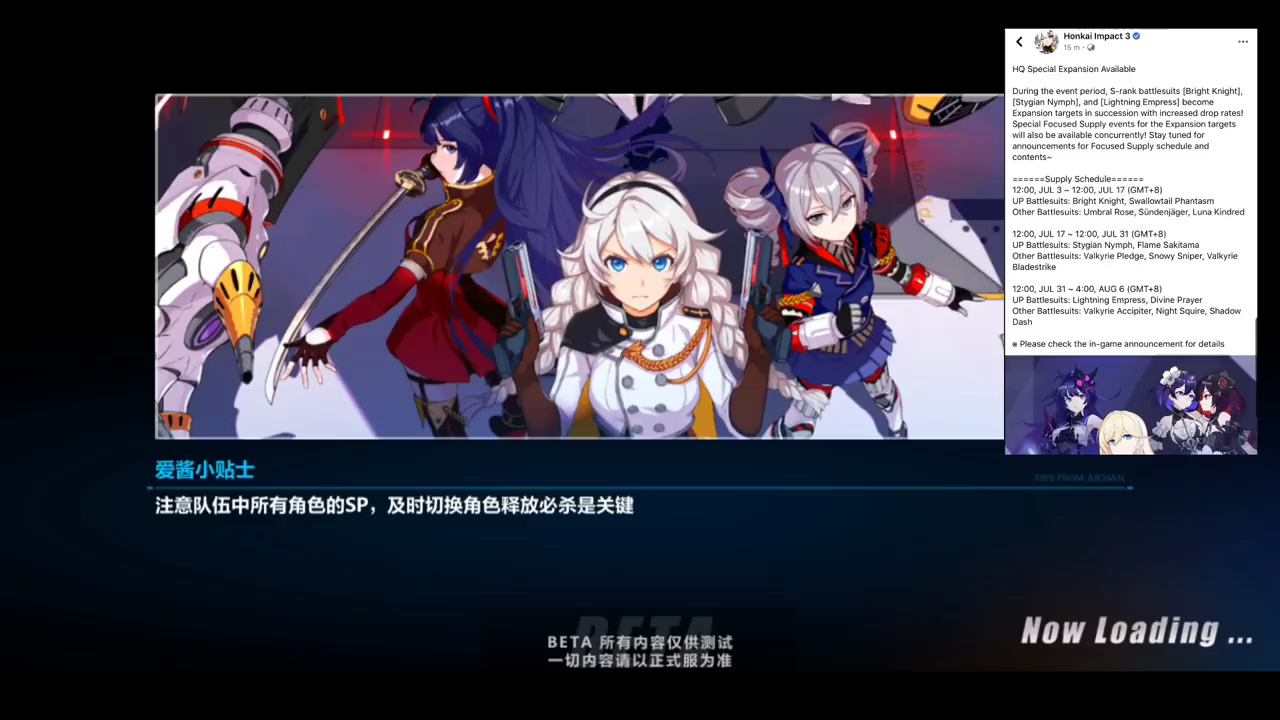 Honkai Impact 3
15 m ·
HQ Special Expansion Available
During the event period, S-rank battlesuits [Bright Knight],
[Stygian Nymph], and [Lightning Empress] become
Expansion targets in succession with increased drop rates!
Special Focused Supply events for the Expansion targets
will also be available concurrently! Stay tuned for
announcements for Focused Supply schedule and
contents~
======Supply Schedule======
12:00, JUL 3 ~ 12:00, JUL 17 (GMT+8)
UP Battlesuits: Bright Knight, Swallowtail Phantasm
Other Battlesuits: Umbral Rose, Sündenjäger, Luna Kindred
12:00, JUL 17 ~ 12:00, JUL 31 (GMT+8)
UP Battlesuits: Stygian Nymph, Flame Sakitama
Other Battlesuits: Valkyrie Pledge, Snowy Sniper, Valkyrie
Bladestrike
12:00, JUL 31 ~ 4:00, AUG 6 (GMT+8)
UP Battlesuits: Lightning Empress, Divine Prayer
Other Battlesuits: Valkyrie Accipiter, Night Squire, Shadow
Dash
※ Please check the in-game announcement for details
World
爱酱小贴士
TIPS FROM AICHAN
注意队伍中所有角色的SP，及时切换角色释放必杀是关键
BETA
BETA 所有内容仅供测试
一切内容请以正式服为准
Now Loading ...